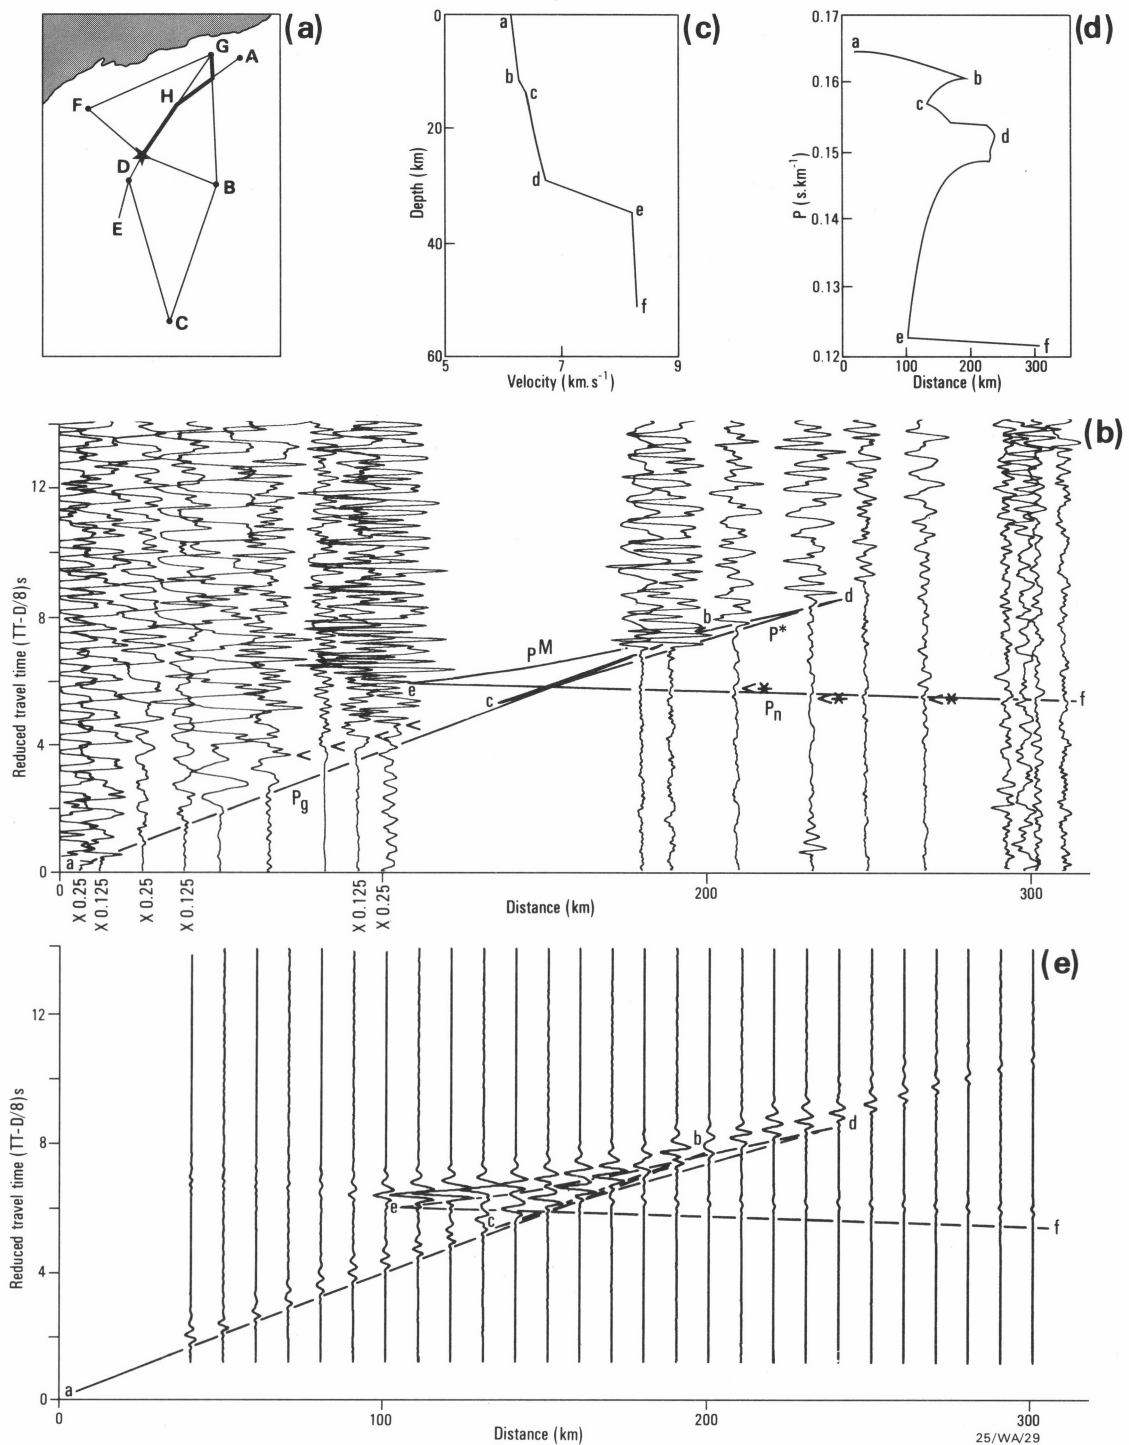 (a)
G
A
F
H
D
B
E
C
(c)
0
20
40
60
Depth (km)
a
b
c
d
e
f
5
7
9
Velocity (km.s⁻¹)
(d)
0.17
0.16
0.15
0.14
0.13
0.12
P (s.km⁻¹)
a
b
c
d
e
f
0
100
200
300
Distance (km)
(b)
12
8
4
0
Reduced travel time (TT-D/8)s
a
Pg
e
PM
c
b
P*
d
Pn
f
0
200
300
X 0.25
X 0.125
X 0.25
X 0.125
X 0.125
X 0.25
Distance (km)
(e)
12
8
4
0
Reduced travel time (TT-D/8)s
a
e
c
b
d
f
0
100
200
300
Distance (km)
25/WA/29